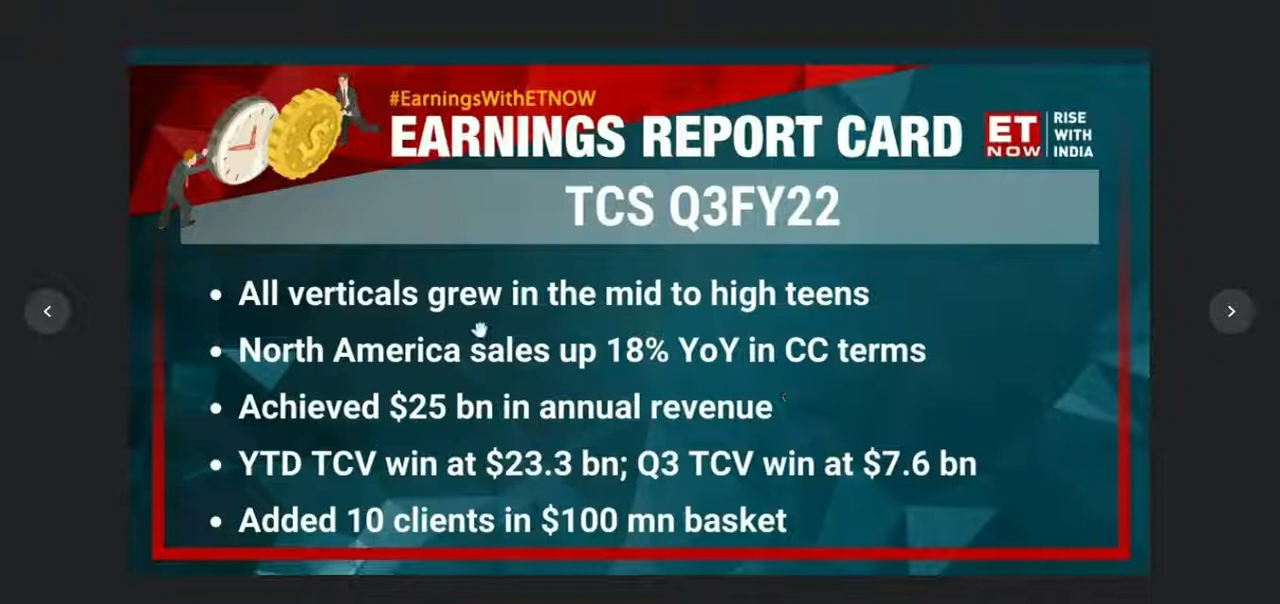 #EarningsWithETNOW
EARNINGS REPORT CARD
ET
NOW
RISE
WITH
INDIA
TCS Q3FY22
• All verticals grew in the mid to high teens
• North America sales up 18% YoY in CC terms
• Achieved $25 bn in annual revenue
• YTD TCV win at $23.3 bn; Q3 TCV win at $7.6 bn
• Added 10 clients in $100 mn basket